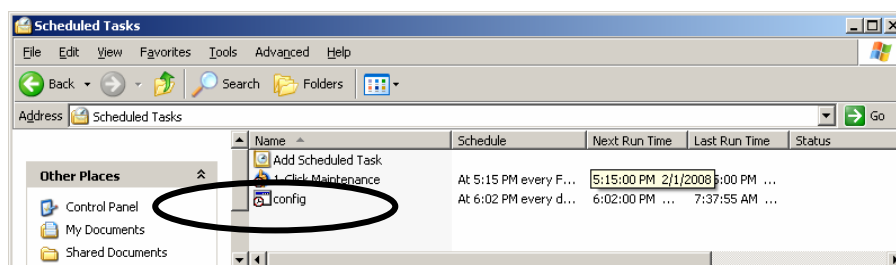 Scheduled Tasks
File Edit View Favorites Tools Advanced Help
Back Search Folders
Address Scheduled Tasks Go
Name Schedule Next Run Time Last Run Time Status
Add Scheduled Task
Other Places
1-Click Maintenance At 5:15 PM every F... 5:15:00 PM 2/1/2008 5:00 PM ...
Control Panel
config At 6:02 PM every d... 6:02:00 PM ... 7:37:55 AM ...
My Documents
Shared Documents